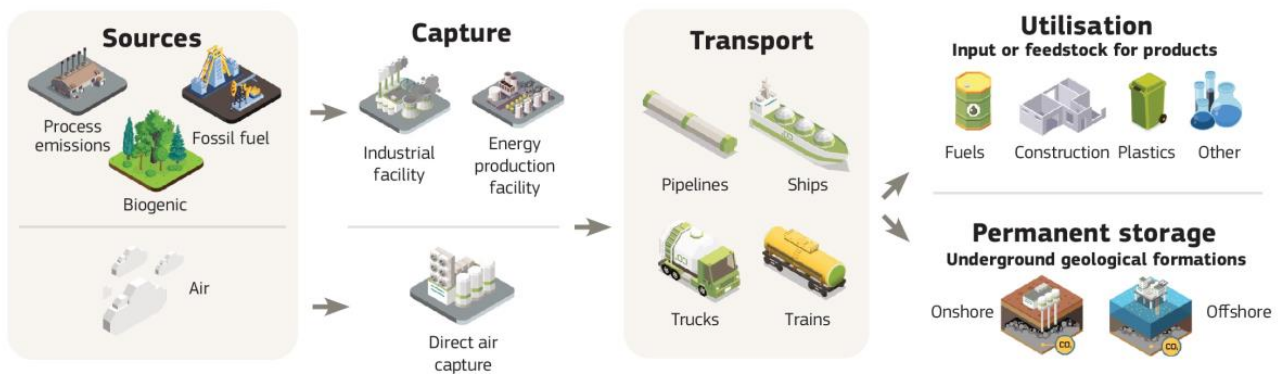 Sources
Process
emissions
Fossil fuel
Biogenic
Air
Capture
Industrial
facility
Energy
production
facility
Direct air
capture
Transport
Pipelines
Ships
Trucks
Trains
Utilisation
Input or feedstock for products
Fuels
Construction
Plastics
Other
Permanent storage
Underground geological formations
Onshore
Offshore
CO₂
CO₂